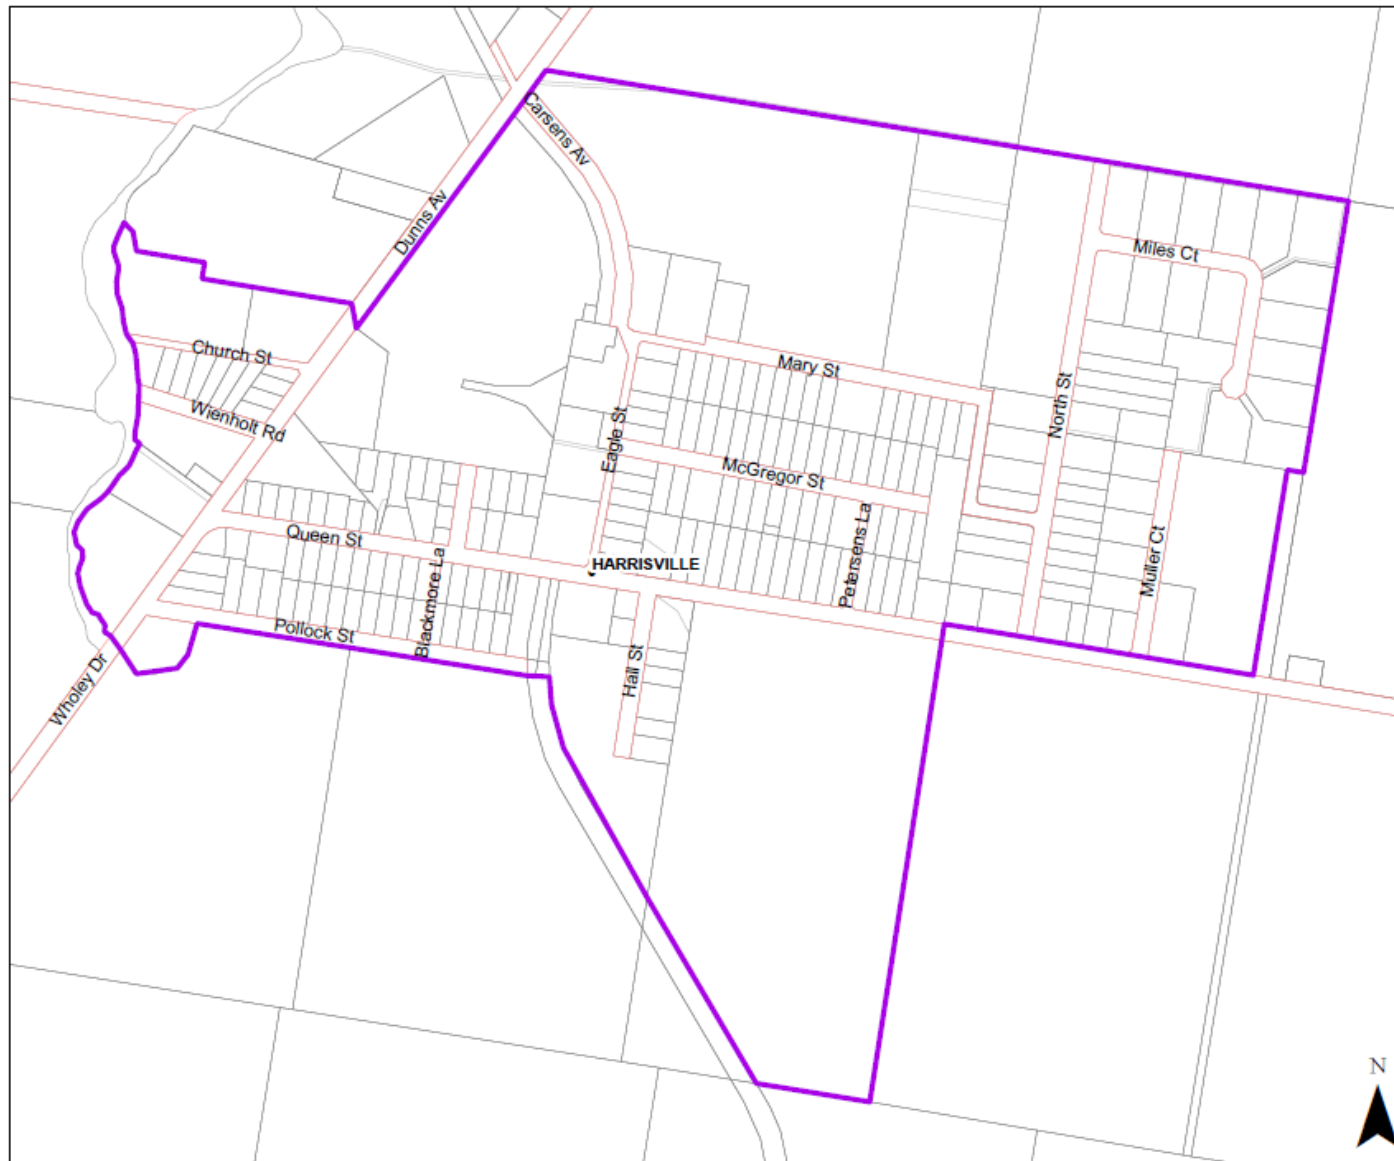 Carsens Av
Dunns Av
Miles Ct
Church St
Mary St
Wienholt Rd
North St
Eagle St
McGregor St
Queen St
Petersens La
Muller Ct
HARRISVILLE
Blackmore La
Pollock St
Hall St
Wholey Dr
N